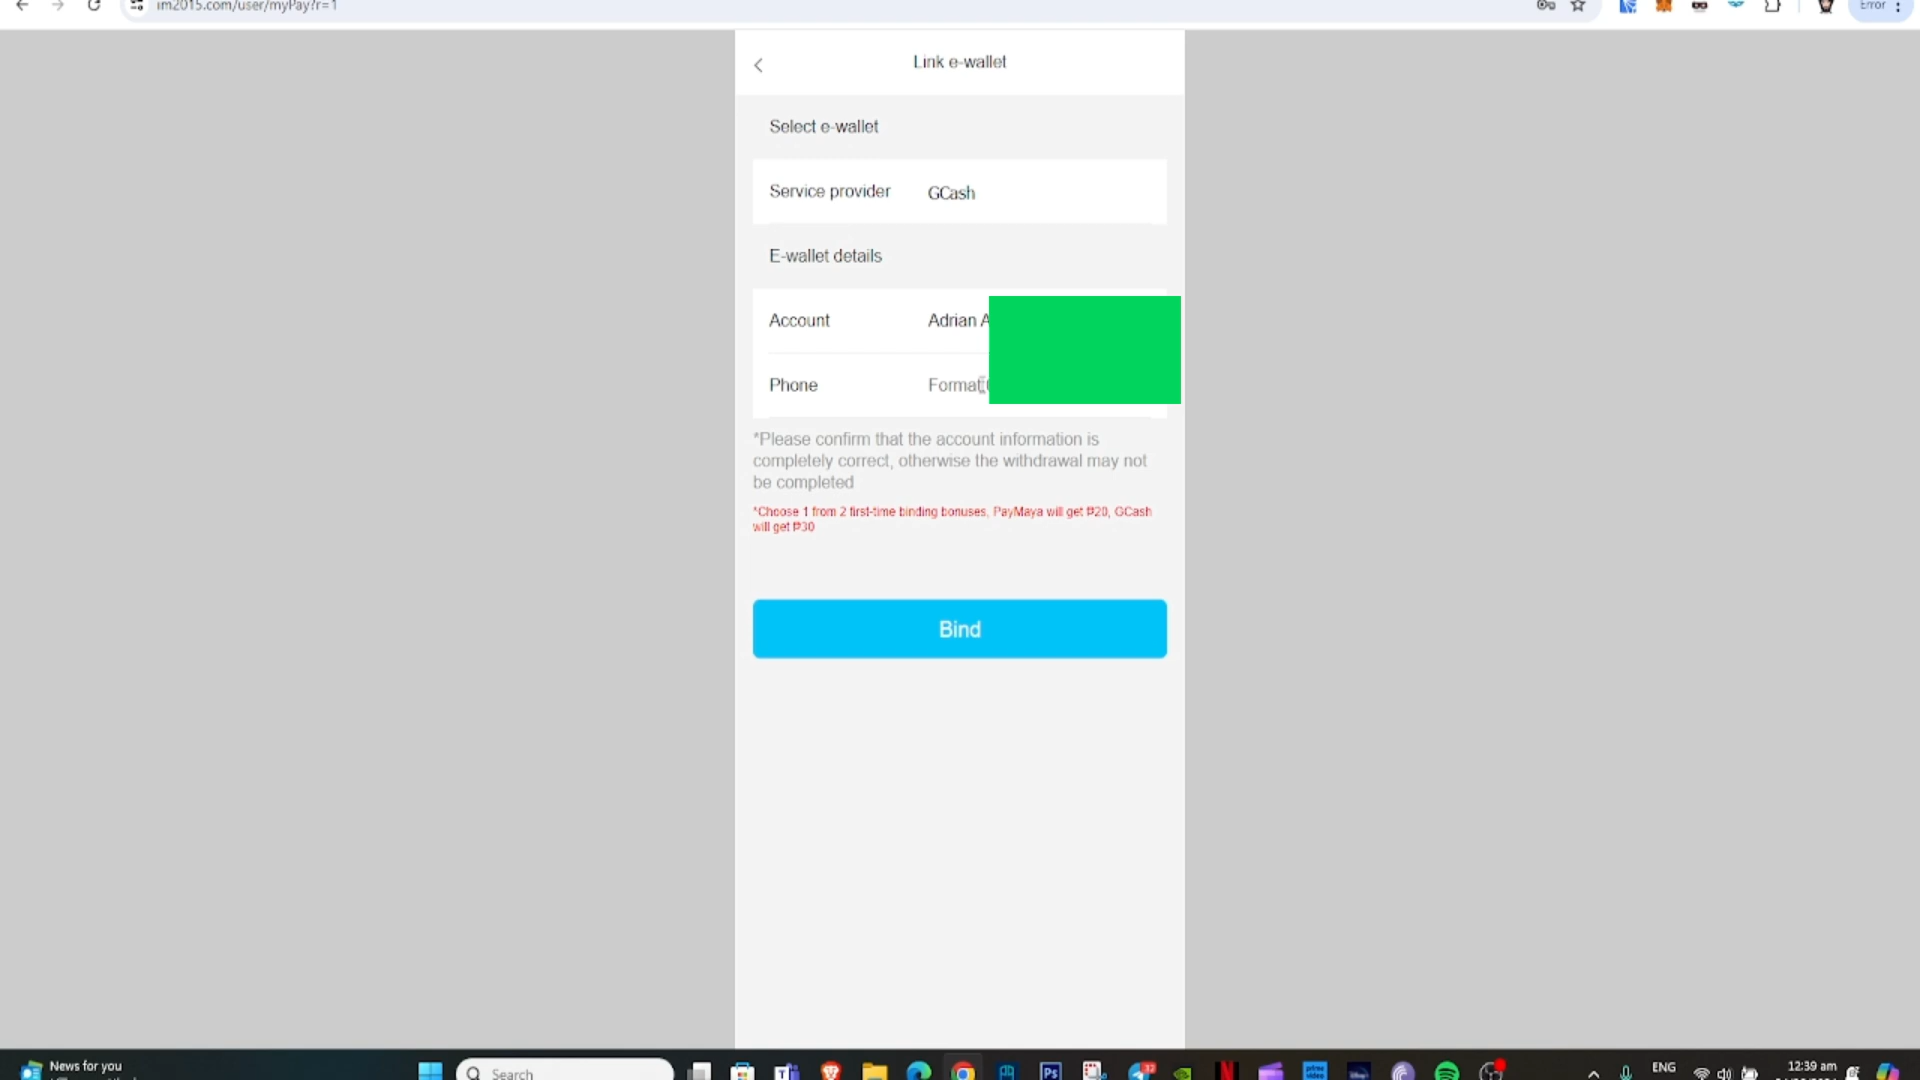 im2015.com/user/myPay?r=1
Error
Link e-wallet
Select e-wallet
Service provider GCash
E-wallet details
Account Adrian A
Phone Format
*Please confirm that the account information is
completely correct, otherwise the withdrawal may not
be completed
*Choose 1 from 2 first-time binding bonuses, PayMaya will get ₱20, GCash
will get ₱30
Bind
News for you
Search
ENG
12:39 am